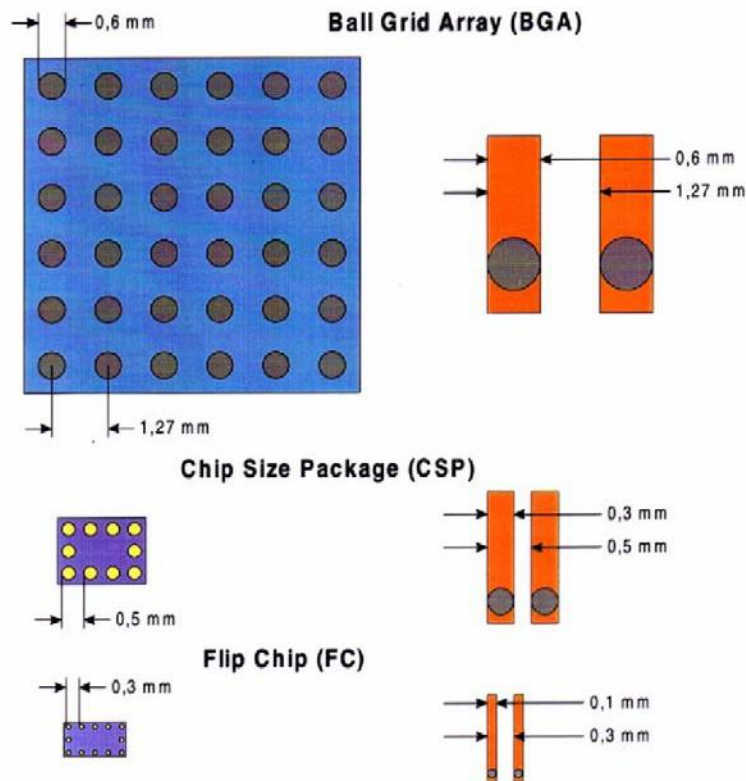 Ball Grid Array (BGA)
0,6 mm
0,6 mm
1,27 mm
1,27 mm
Chip Size Package (CSP)
0,3 mm
0,5 mm
0,5 mm
Flip Chip (FC)
0,3 mm
0,1 mm
0,3 mm